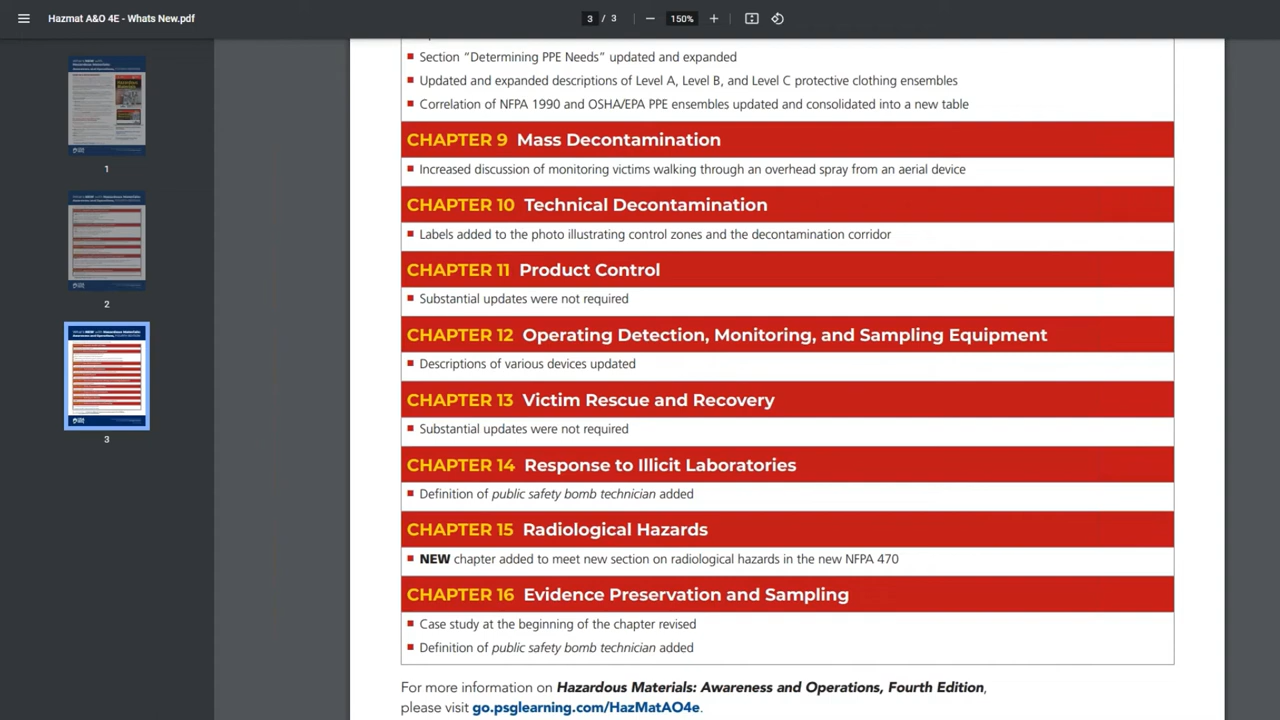 Hazmat A&O 4E - Whats New.pdf
3 / 3
150%
Section “Determining PPE Needs” updated and expanded
Updated and expanded descriptions of Level A, Level B, and Level C protective clothing ensembles
Correlation of NFPA 1990 and OSHA/EPA PPE ensembles updated and consolidated into a new table
CHAPTER 9 Mass Decontamination
Increased discussion of monitoring victims walking through an overhead spray from an aerial device
CHAPTER 10 Technical Decontamination
Labels added to the photo illustrating control zones and the decontamination corridor
CHAPTER 11 Product Control
Substantial updates were not required
CHAPTER 12 Operating Detection, Monitoring, and Sampling Equipment
Descriptions of various devices updated
CHAPTER 13 Victim Rescue and Recovery
Substantial updates were not required
CHAPTER 14 Response to Illicit Laboratories
Definition of public safety bomb technician added
CHAPTER 15 Radiological Hazards
NEW chapter added to meet new section on radiological hazards in the new NFPA 470
CHAPTER 16 Evidence Preservation and Sampling
Case study at the beginning of the chapter revised
Definition of public safety bomb technician added
For more information on Hazardous Materials: Awareness and Operations, Fourth Edition,
please visit go.psglearning.com/HazMatAO4e.
1
2
3